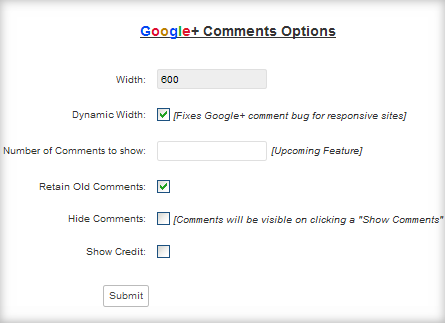 Google+ Comments Options
Width: 600
Dynamic Width: [Fixes Google+ comment bug for responsive sites]
Number of Comments to show: [Upcoming Feature]
Retain Old Comments:
Hide Comments: [Comments will be visible on clicking a "Show Comments"
Show Credit:
Submit